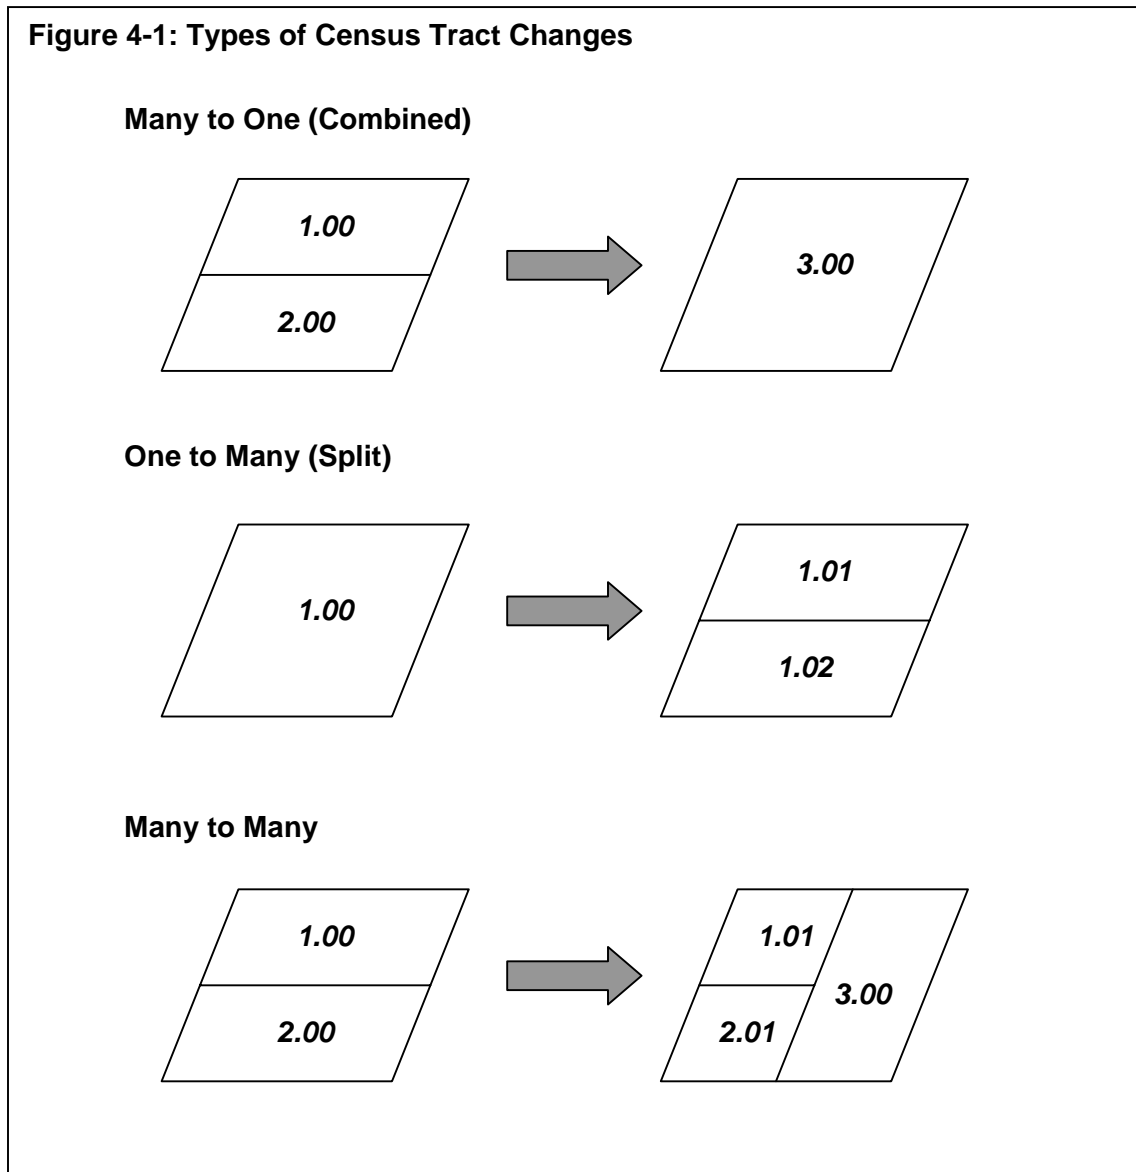 Figure 4-1: Types of Census Tract Changes
Many to One (Combined)
1.00
3.00
2.00
One to Many (Split)
1.00
1.01
1.02
Many to Many
1.00
1.01
3.00
2.00
2.01